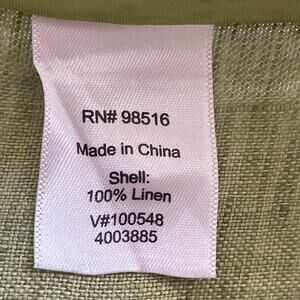 RN# 98516
Made in China
Shell:
100% Linen
V#100548
4003885